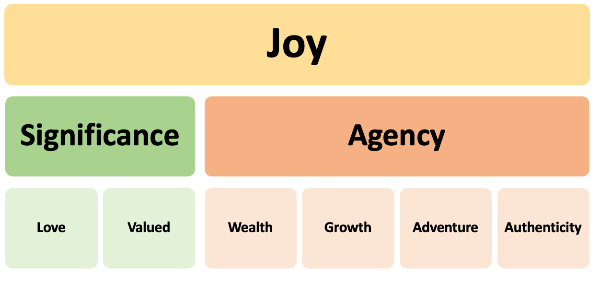 Joy
Significance
Agency
Love
Valued
Wealth
Growth
Adventure
Authenticity